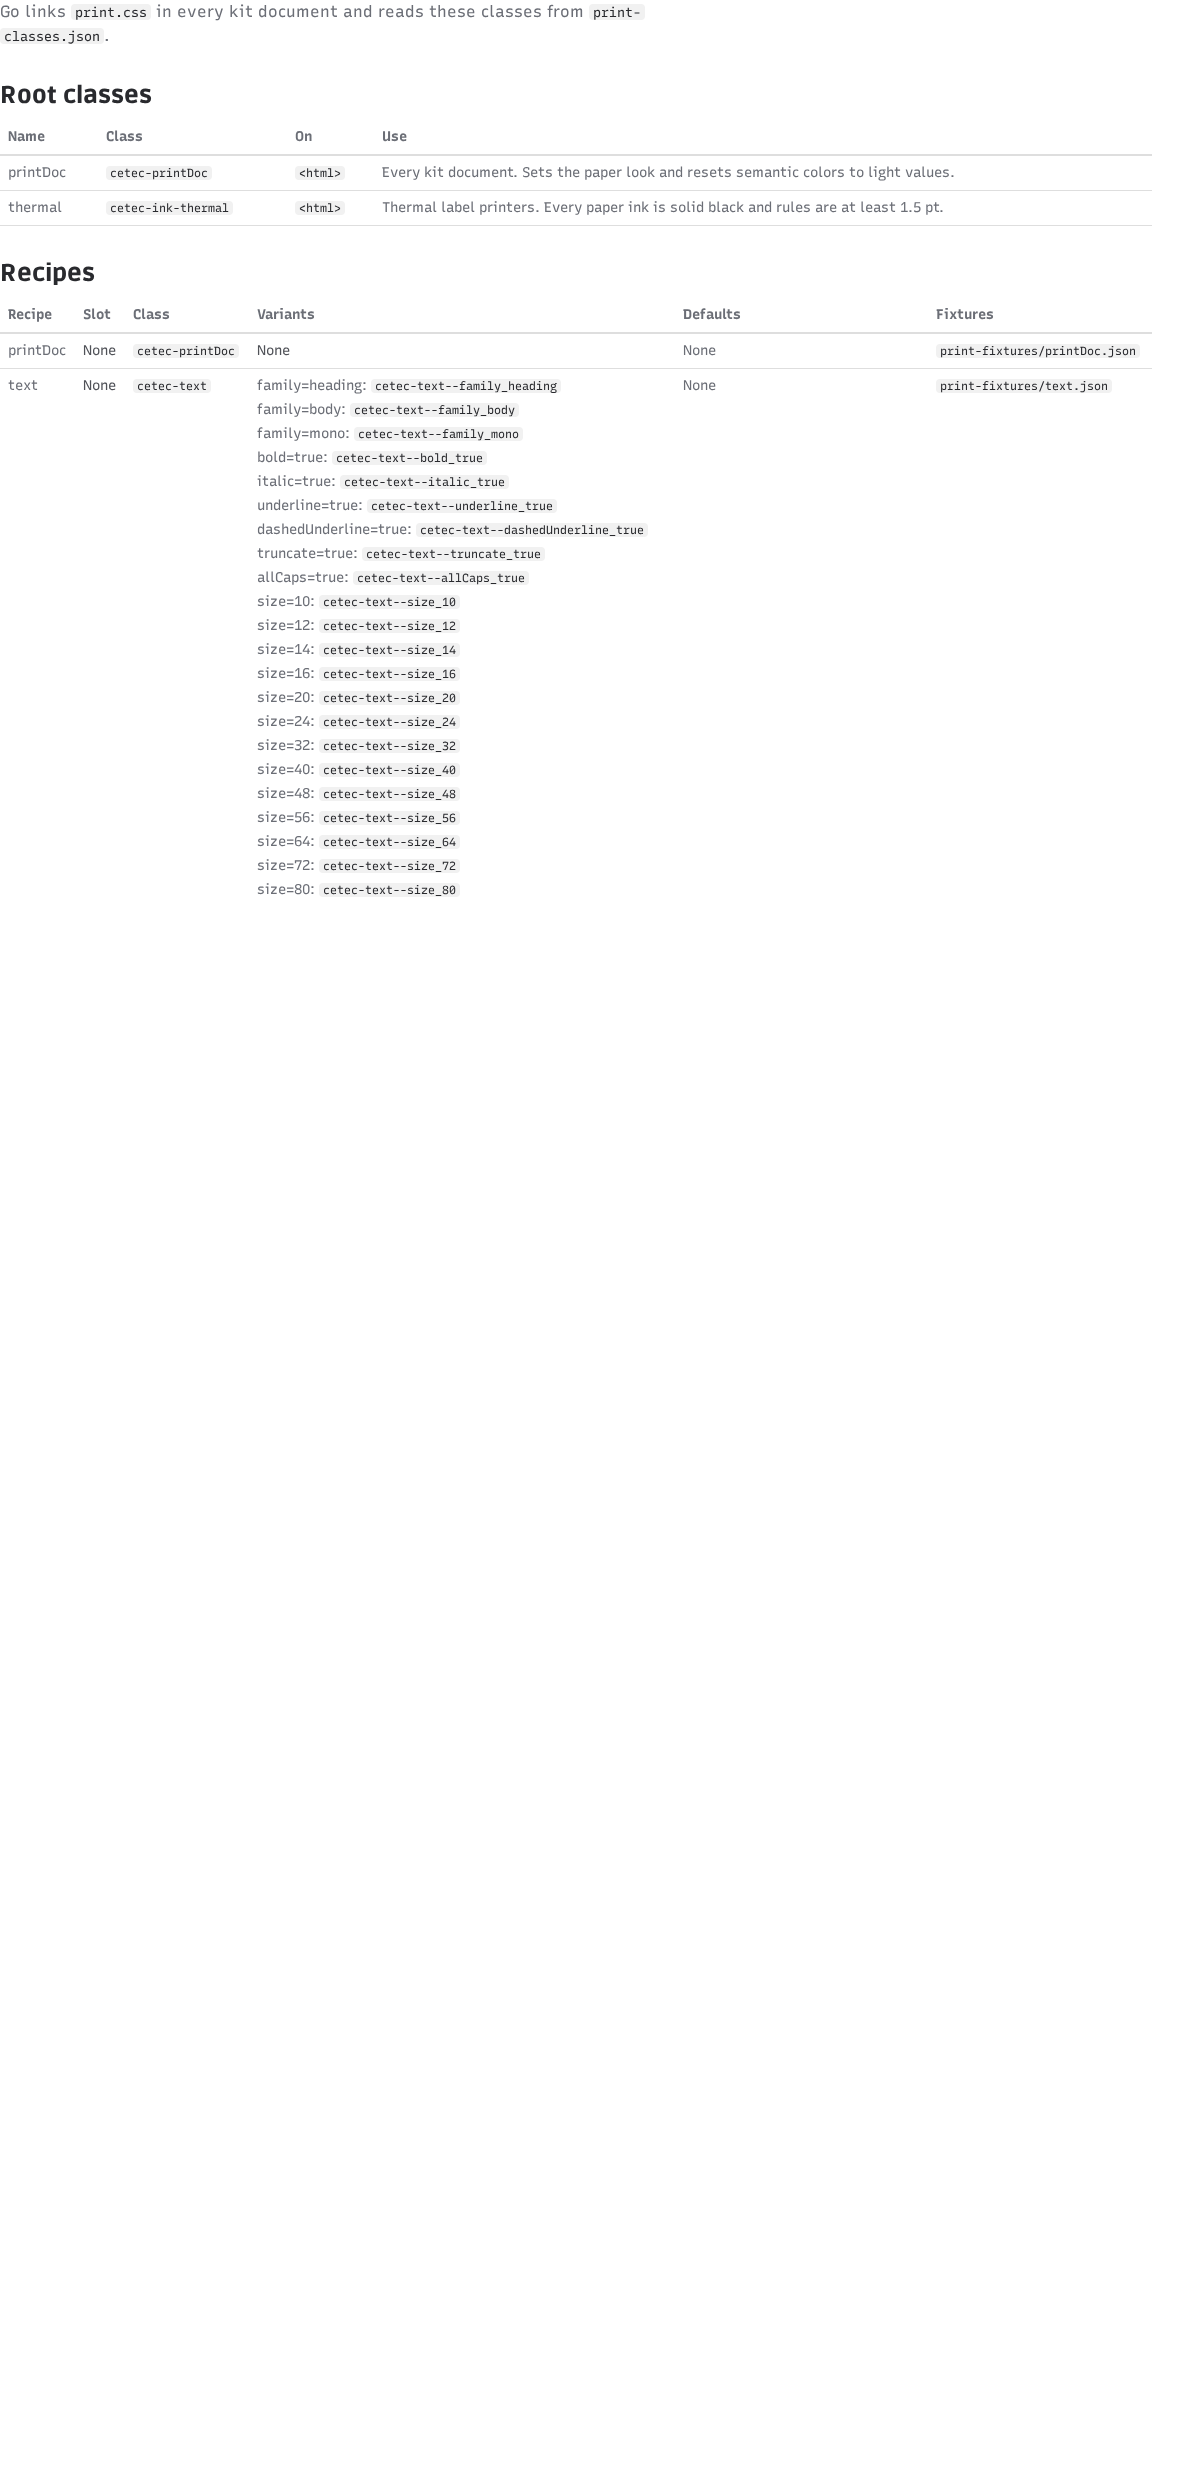 Go links print.css in every kit document and reads these classes from print-
classes.json.
Root classes
Name Class On Use
printDoc cetec-printDoc <html> Every kit document. Sets the paper look and resets semantic colors to light values.
thermal cetec-ink-thermal <html> Thermal label printers. Every paper ink is solid black and rules are at least 1.5 pt.
Recipes
Recipe Slot Class Variants Defaults Fixtures
printDoc None cetec-printDoc None None print-fixtures/printDoc.json
text None cetec-text family=heading: cetec-text--family_heading None print-fixtures/text.json
family=body: cetec-text--family_body
family=mono: cetec-text--family_mono
bold=true: cetec-text--bold_true
italic=true: cetec-text--italic_true
underline=true: cetec-text--underline_true
dashedUnderline=true: cetec-text--dashedUnderline_true
truncate=true: cetec-text--truncate_true
allCaps=true: cetec-text--allCaps_true
size=10: cetec-text--size_10
size=12: cetec-text--size_12
size=14: cetec-text--size_14
size=16: cetec-text--size_16
size=20: cetec-text--size_20
size=24: cetec-text--size_24
size=32: cetec-text--size_32
size=40: cetec-text--size_40
size=48: cetec-text--size_48
size=56: cetec-text--size_56
size=64: cetec-text--size_64
size=72: cetec-text--size_72
size=80: cetec-text--size_80